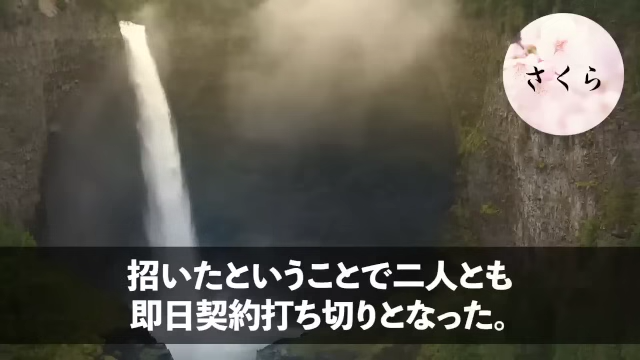 さくら
招いたということで二人とも
即日契約打ち切りとなった。